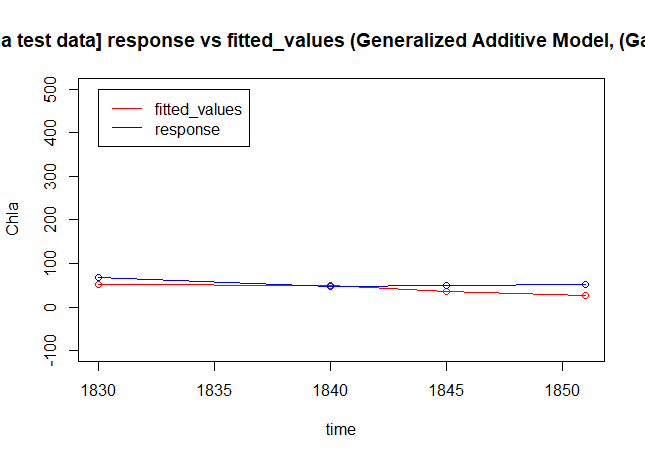 a test data] response vs fitted_values (Generalized Additive Model, (Ga
fitted_values
response
Chla
500
400
300
200
100
0
-100
1830
1835
1840
1845
1850
time